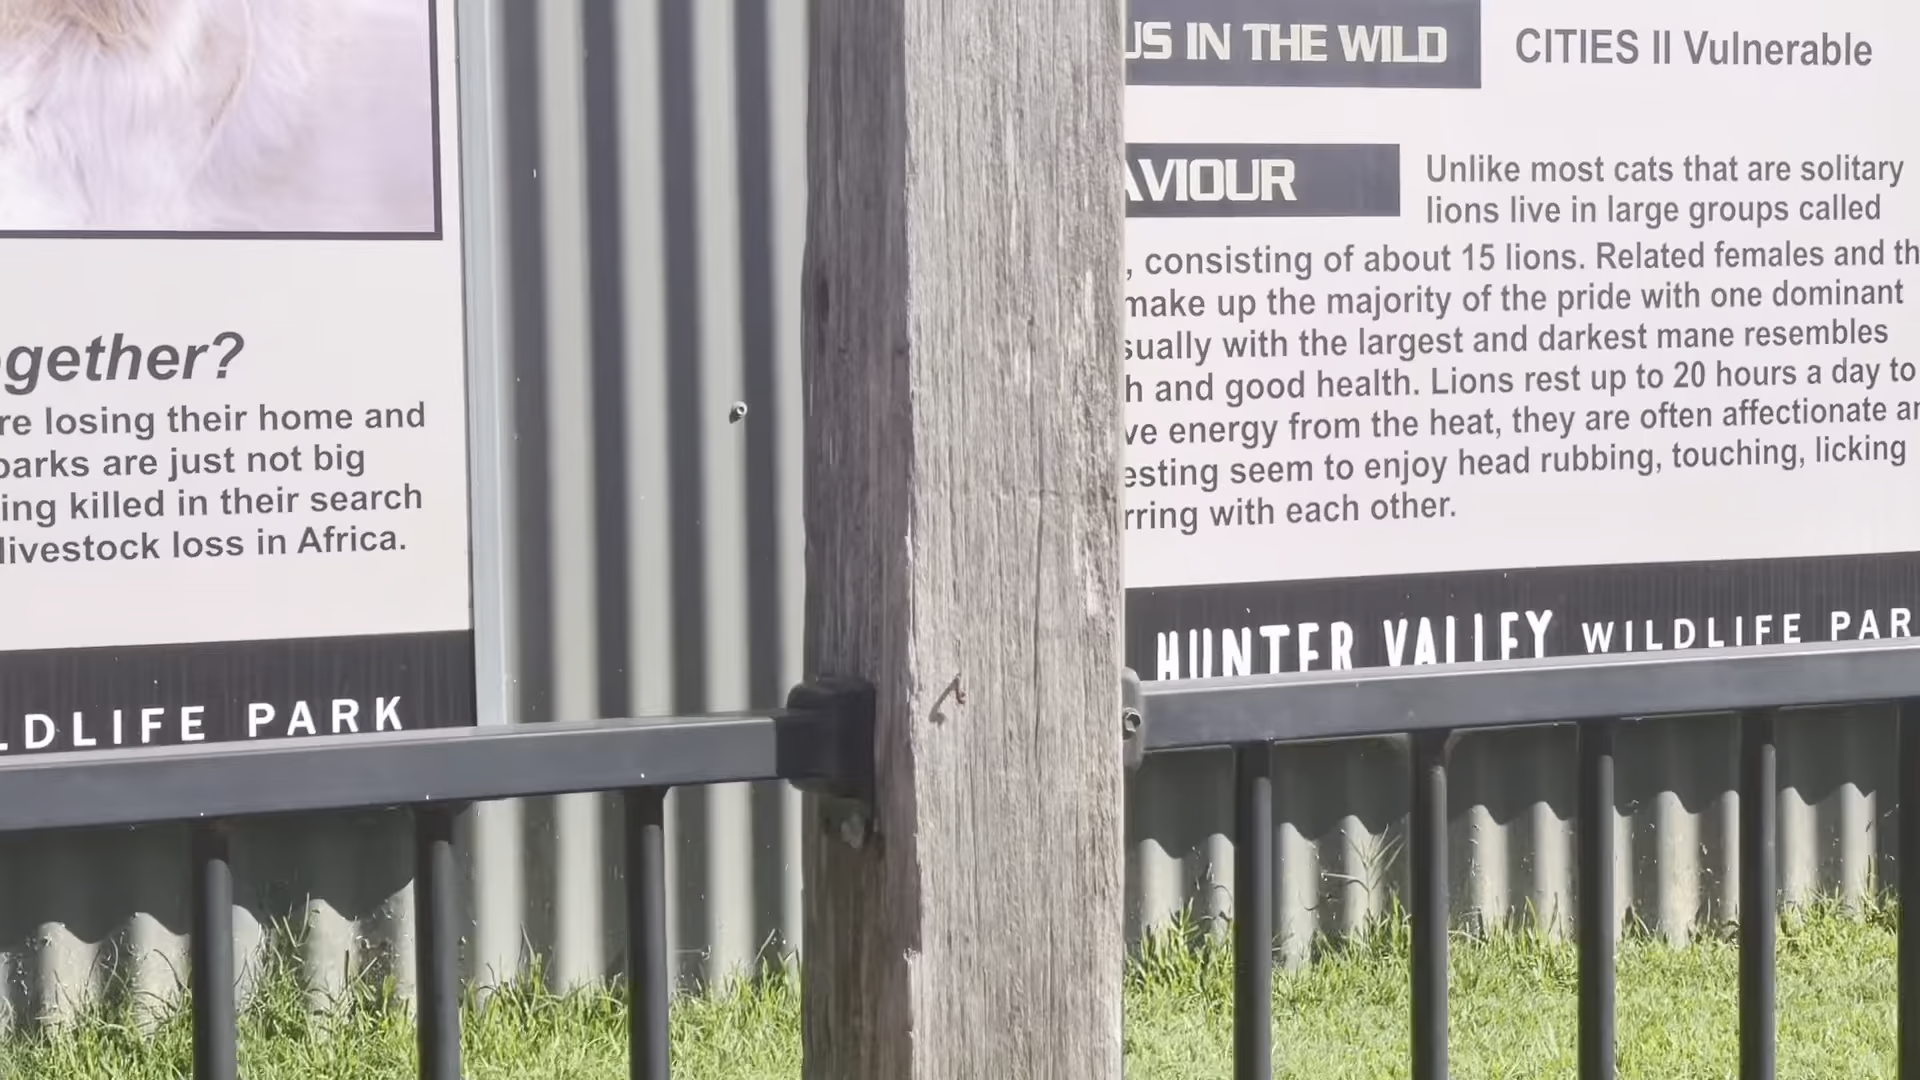 gether?
re losing their home and
parks are just not big
ing killed in their search
livestock loss in Africa.
DLIFE PARK
US IN THE WILD
CITIES II Vulnerable
AVIOUR
Unlike most cats that are solitary
lions live in large groups called
, consisting of about 15 lions. Related females and th
make up the majority of the pride with one dominant
sually with the largest and darkest mane resembles
h and good health. Lions rest up to 20 hours a day to
ve energy from the heat, they are often affectionate an
esting seem to enjoy head rubbing, touching, licking
rring with each other.
HUNTER VALLEY WILDLIFE PAR